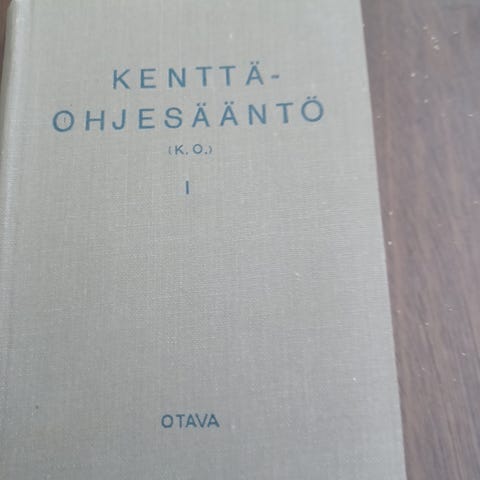 KENTTÄ-
OHJESÄÄNTÖ
(K.O.)
I
OTAVA